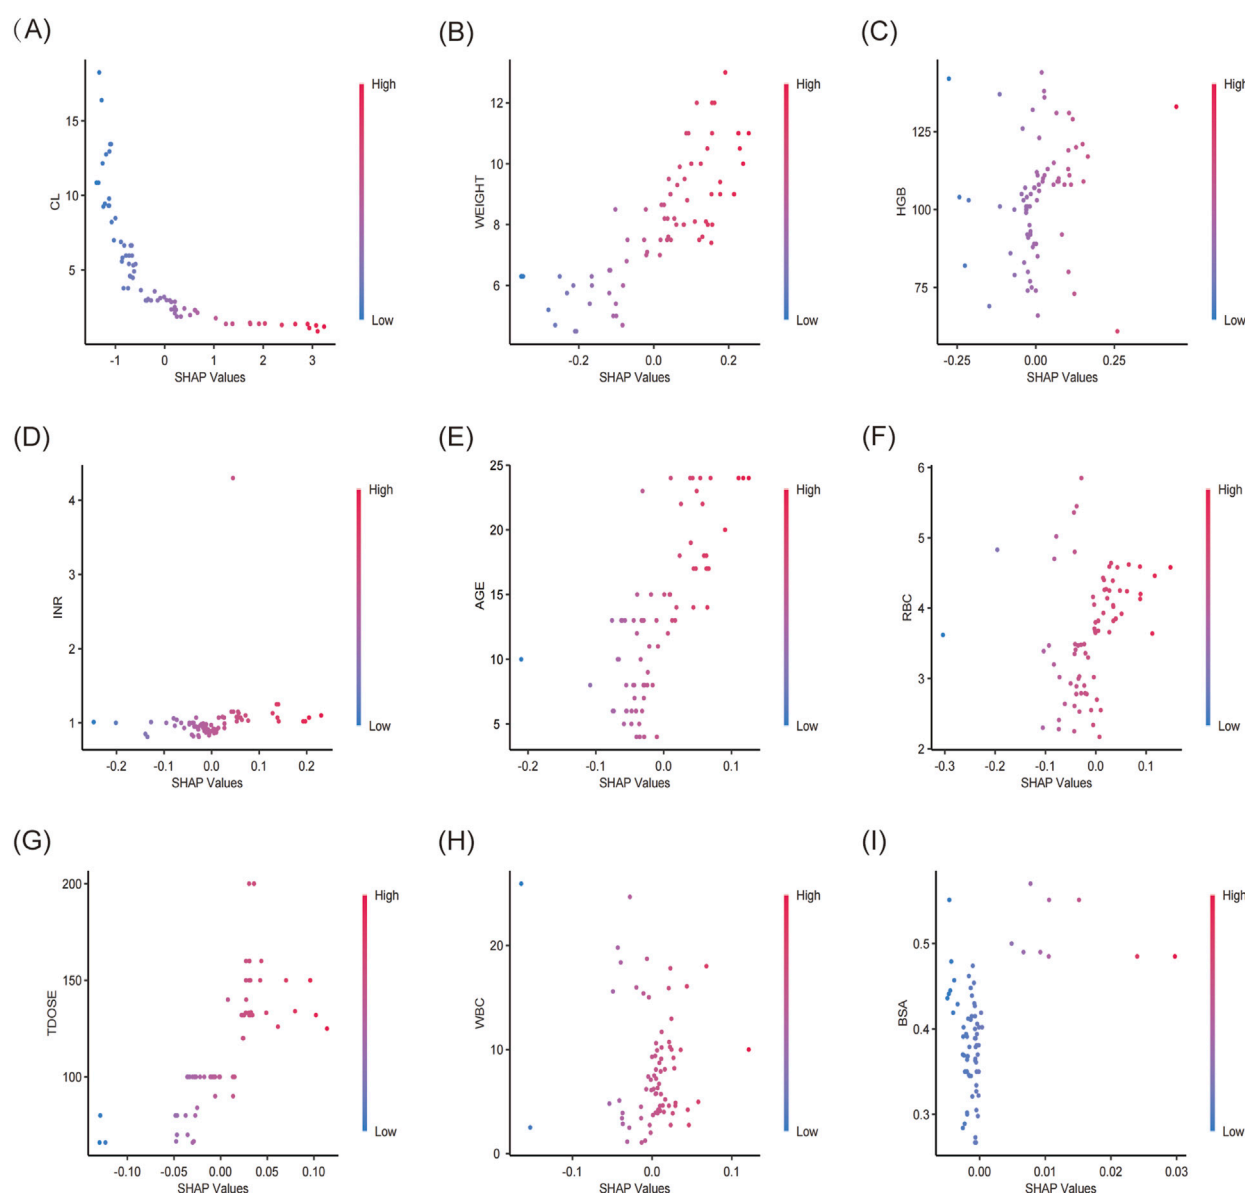 (A)
CL
15
10
5
-1 0 1 2 3
SHAP Values
High
Low
(B)
WEIGHT
12
10
8
6
-0.2 0.0 0.2
SHAP Values
High
Low
(C)
HGB
125
100
75
-0.25 0.00 0.25
SHAP Values
High
Low
(D)
INR
4
3
2
1
-0.2 -0.1 0.0 0.1 0.2
SHAP Values
High
Low
(E)
AGE
25
20
15
10
5
-0.2 -0.1 0.0 0.1
SHAP Values
High
Low
(F)
RBC
6
5
4
3
2
-0.3 -0.2 -0.1 0.0 0.1
SHAP Values
High
Low
(G)
TDOSE
200
150
100
-0.10 -0.05 0.00 0.05 0.10
SHAP Values
High
Low
(H)
WBC
20
10
0
-0.1 0.0 0.1
SHAP Values
High
Low
(I)
BSA
0.5
0.4
0.3
0.00 0.01 0.02 0.03
SHAP Values
High
Low